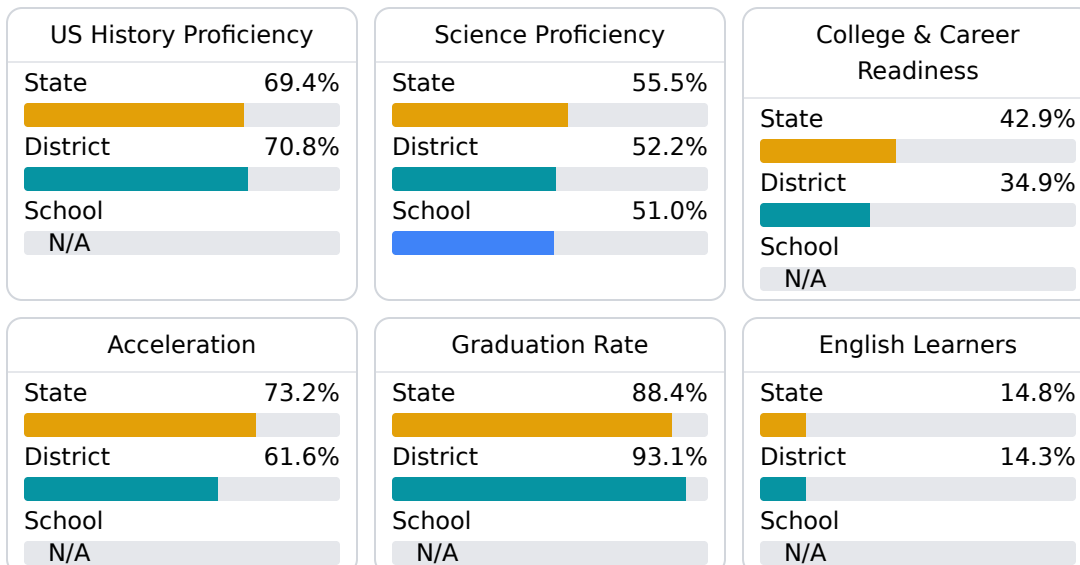 US History Proficiency
State 69.4%
District 70.8%
School
N/A
Science Proficiency
State 55.5%
District 52.2%
School 51.0%
College & Career
Readiness
State 42.9%
District 34.9%
School
N/A
Acceleration
State 73.2%
District 61.6%
School
N/A
Graduation Rate
State 88.4%
District 93.1%
School
N/A
English Learners
State 14.8%
District 14.3%
School
N/A